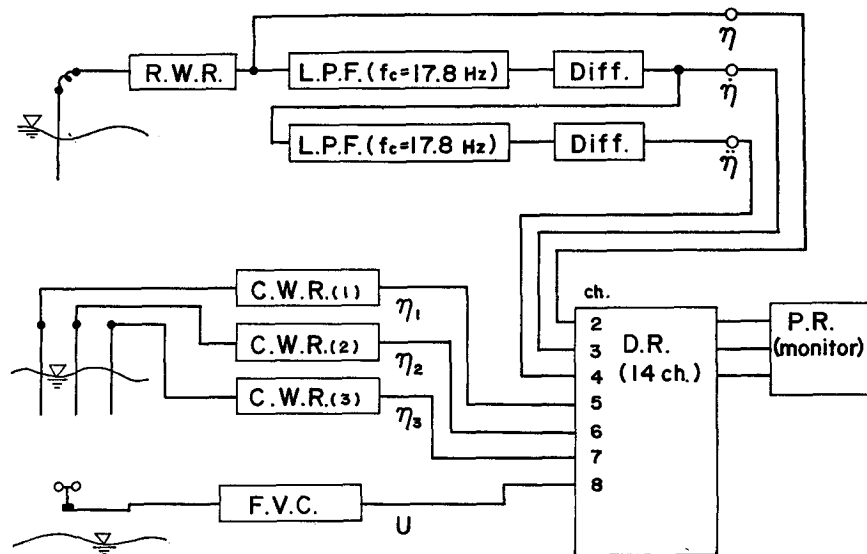 η
R.W.R.
L.P.F.(fc=17.8 Hz)
Diff.
η̇
L.P.F.(fc=17.8 Hz)
Diff.
η̈
C.W.R.(1)
η1
C.W.R.(2)
η2
C.W.R.(3)
η3
F.V.C.
U
ch.
2
3
4
5
6
7
8
D.R.
(14 ch.)
P.R.
(monitor)